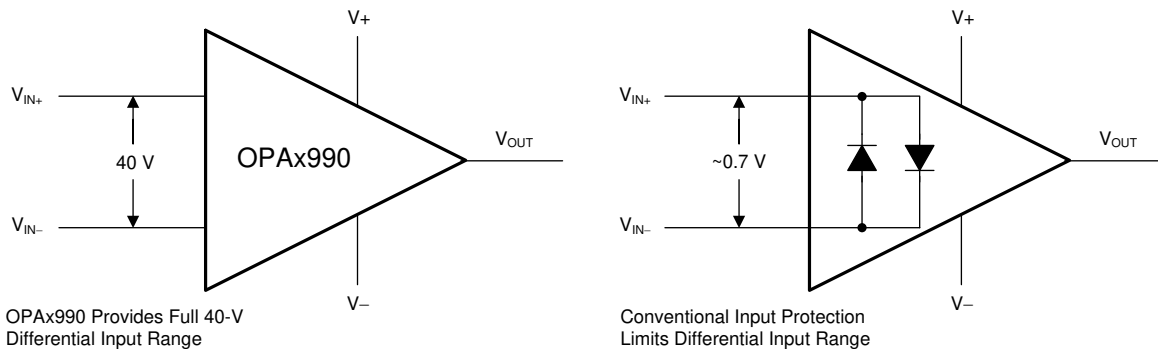 V+
VIN+
40 V
OPAx990
VOUT
VIN−
V−
OPAx990 Provides Full 40-V
Differential Input Range
V+
VIN+
~0.7 V
VOUT
VIN−
V−
Conventional Input Protection
Limits Differential Input Range